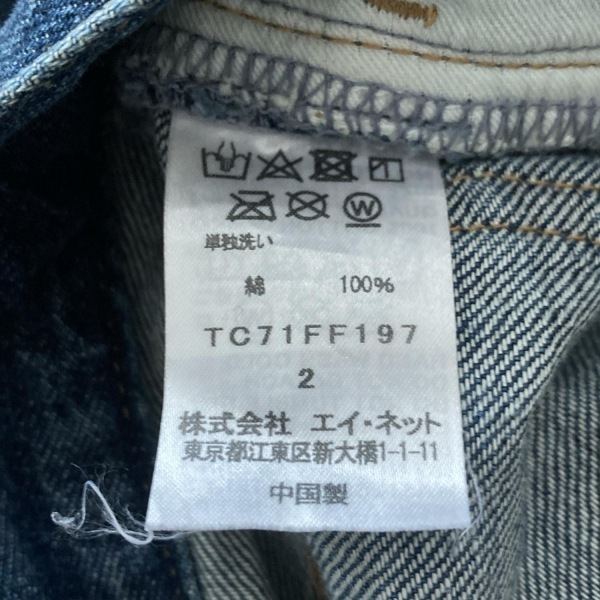 W
単独洗い
綿 100%
TC71FF197
2
株式会社 エイ・ネット
東京都江東区新大橋1-1-11
中国製